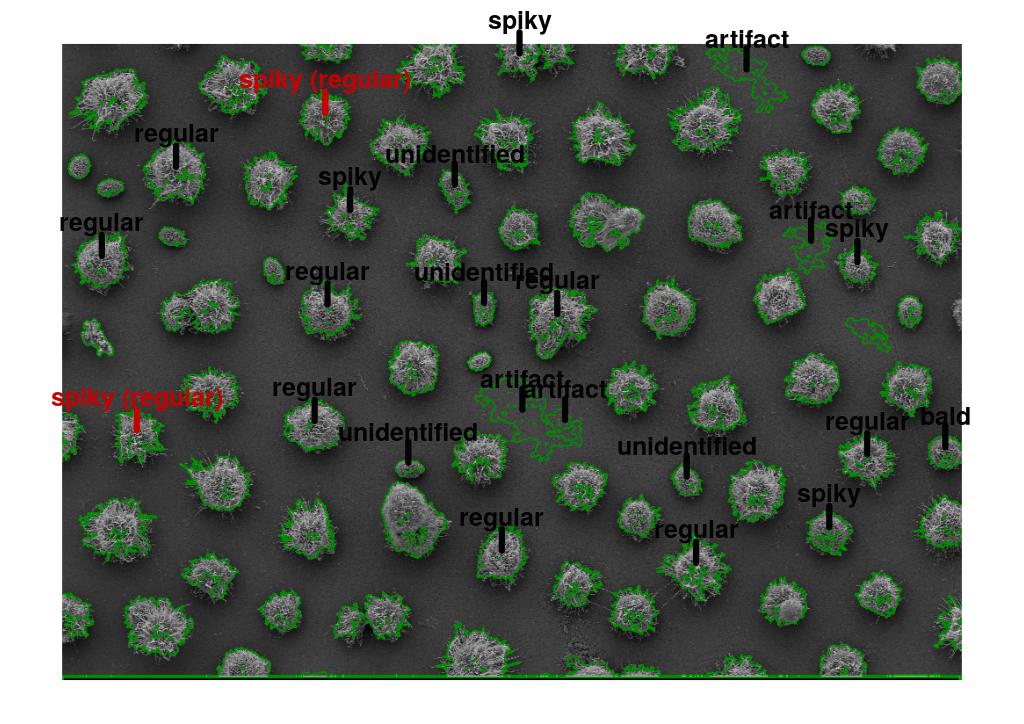 spiky
artifact
spiky (regular)
regular
unidentified
spiky
artifact
regular
spiky
regular
unidentified
regular
artifact
artifact
regular
spiky (regular)
regular
bald
unidentified
unidentified
spiky
regular
regular